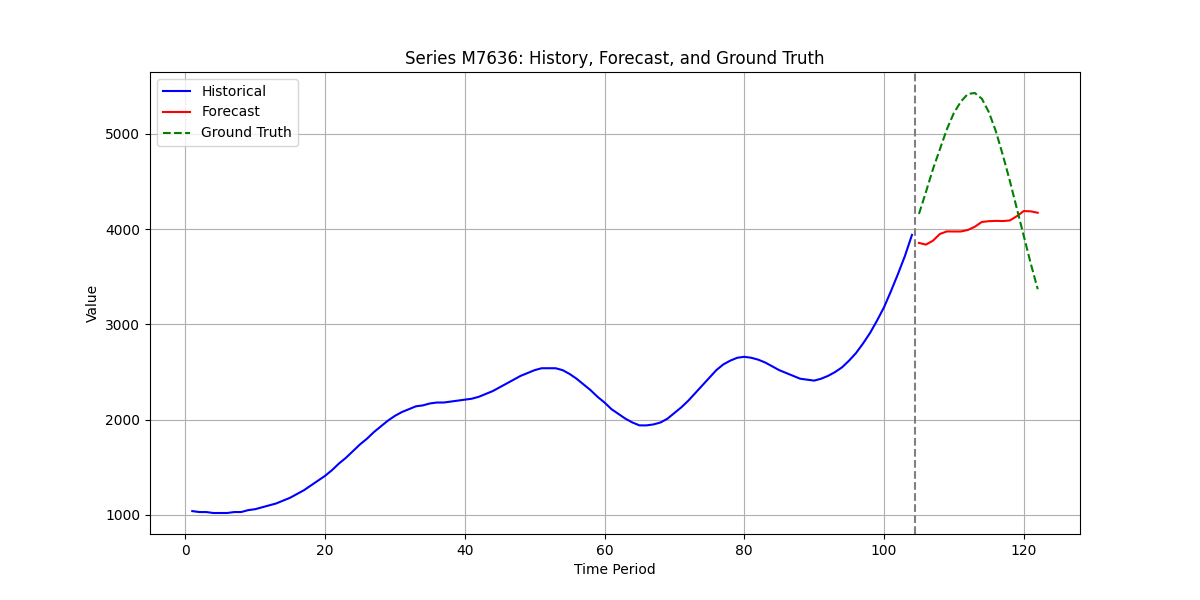 Series M7636: History, Forecast, and Ground Truth
Historical
Forecast
Ground Truth
5000
4000
3000
2000
1000
Value
0 20 40 60 80 100 120
Time Period